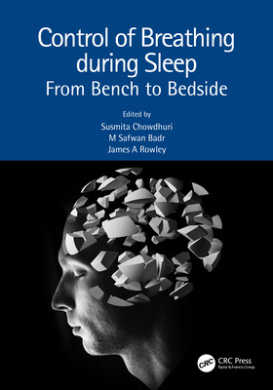 Control of Breathing
during Sleep
From Bench to Bedside
Edited by
Susmita Chowdhuri
M Safwan Badr
James A Rowley
CRC
CRC Press
Taylor & Francis Group